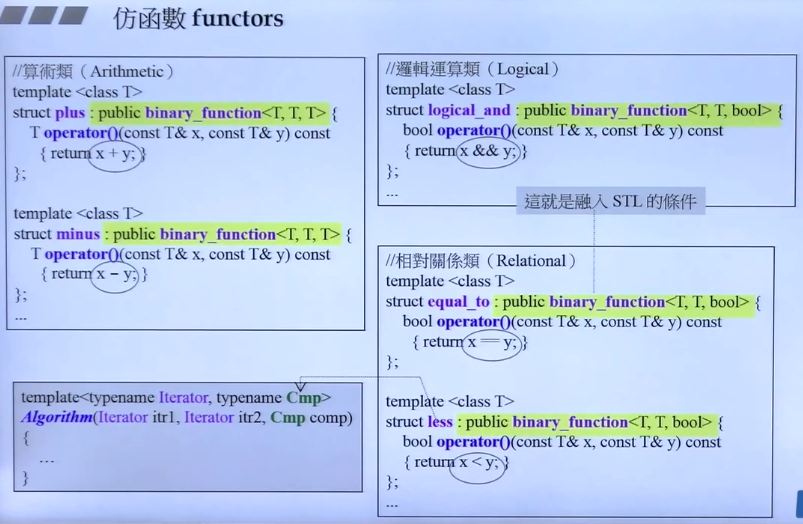 仿函數 functors
//算術類（Arithmetic）
template <class T>
struct plus : public binary_function<T, T, T> {
T operator()(const T& x, const T& y) const
{ return x + y; }
};
template <class T>
struct minus : public binary_function<T, T, T> {
T operator()(const T& x, const T& y) const
{ return x − y; }
};
...
template<typename Iterator, typename Cmp>
Algorithm(Iterator itr1, Iterator itr2, Cmp comp)
{
...
}
//邏輯運算類（Logical）
template <class T>
struct logical_and : public binary_function<T, T, bool> {
bool operator()(const T& x, const T& y) const
{ return x && y; }
};
...
這就是融入 STL 的條件
//相對關係類（Relational）
template <class T>
struct equal_to : public binary_function<T, T, bool> {
bool operator()(const T& x, const T& y) const
{ return x == y; }
};
template <class T>
struct less : public binary_function<T, T, bool> {
bool operator()(const T& x, const T& y) const
{ return x < y; }
};
...